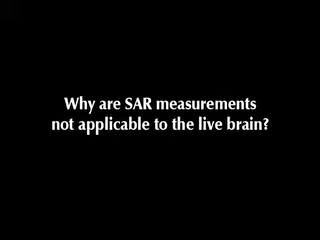 Why are SAR measurements
not applicable to the live brain?